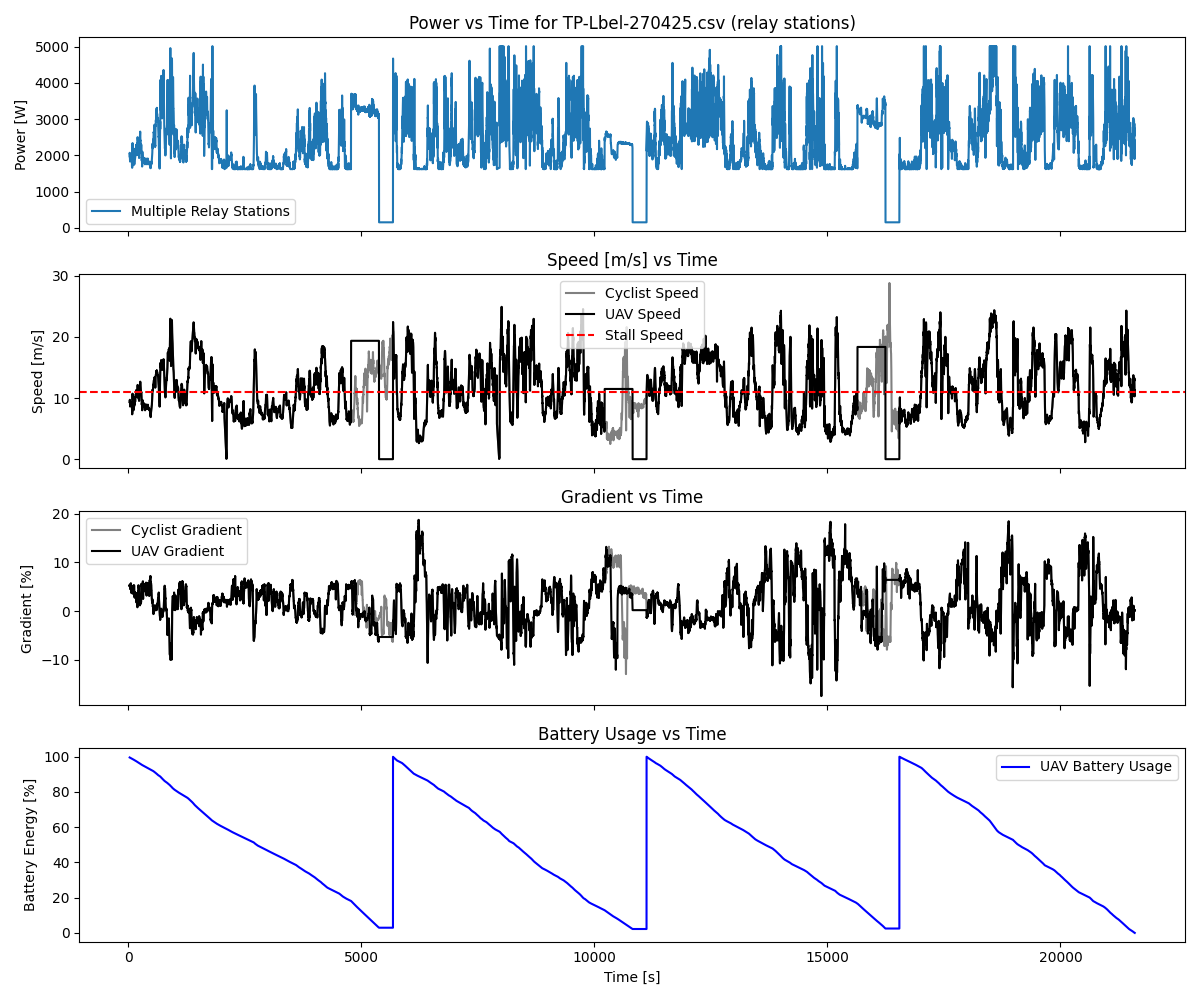 Power vs Time for TP-Lbel-270425.csv (relay stations)
5000
4000
3000
2000
1000
0
Power [W]
Multiple Relay Stations
Speed [m/s] vs Time
30
20
10
0
Speed [m/s]
Cyclist Speed
UAV Speed
Stall Speed
Gradient vs Time
20
10
0
−10
Gradient [%]
Cyclist Gradient
UAV Gradient
Battery Usage vs Time
100
80
60
40
20
0
Battery Energy [%]
UAV Battery Usage
0 5000 10000 15000 20000
Time [s]